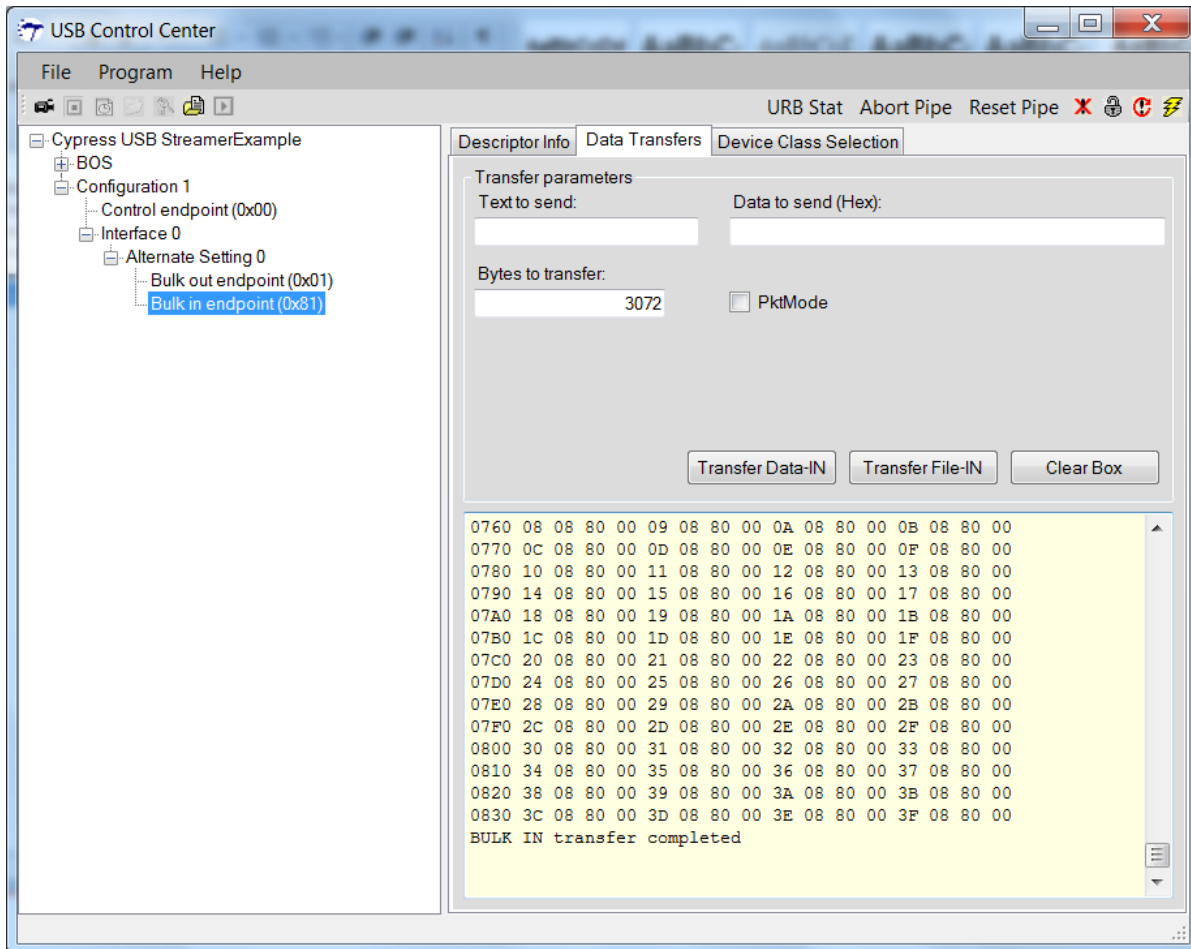 USB Control Center
File Program Help
URB Stat Abort Pipe Reset Pipe
Cypress USB StreamerExample
BOS
Configuration 1
Control endpoint (0x00)
Interface 0
Alternate Setting 0
Bulk out endpoint (0x01)
Bulk in endpoint (0x81)
Descriptor Info Data Transfers Device Class Selection
Transfer parameters
Text to send: Data to send (Hex):
Bytes to transfer:
3072 PktMode
Transfer Data-IN Transfer File-IN Clear Box
0760 08 08 80 00 09 08 80 00 0A 08 80 00 0B 08 80 00
0770 0C 08 80 00 0D 08 80 00 0E 08 80 00 0F 08 80 00
0780 10 08 80 00 11 08 80 00 12 08 80 00 13 08 80 00
0790 14 08 80 00 15 08 80 00 16 08 80 00 17 08 80 00
07A0 18 08 80 00 19 08 80 00 1A 08 80 00 1B 08 80 00
07B0 1C 08 80 00 1D 08 80 00 1E 08 80 00 1F 08 80 00
07C0 20 08 80 00 21 08 80 00 22 08 80 00 23 08 80 00
07D0 24 08 80 00 25 08 80 00 26 08 80 00 27 08 80 00
07E0 28 08 80 00 29 08 80 00 2A 08 80 00 2B 08 80 00
07F0 2C 08 80 00 2D 08 80 00 2E 08 80 00 2F 08 80 00
0800 30 08 80 00 31 08 80 00 32 08 80 00 33 08 80 00
0810 34 08 80 00 35 08 80 00 36 08 80 00 37 08 80 00
0820 38 08 80 00 39 08 80 00 3A 08 80 00 3B 08 80 00
0830 3C 08 80 00 3D 08 80 00 3E 08 80 00 3F 08 80 00
BULK IN transfer completed